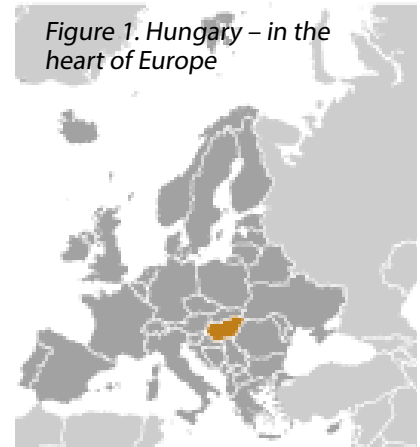 Figure 1. Hungary – in the
heart of Europe